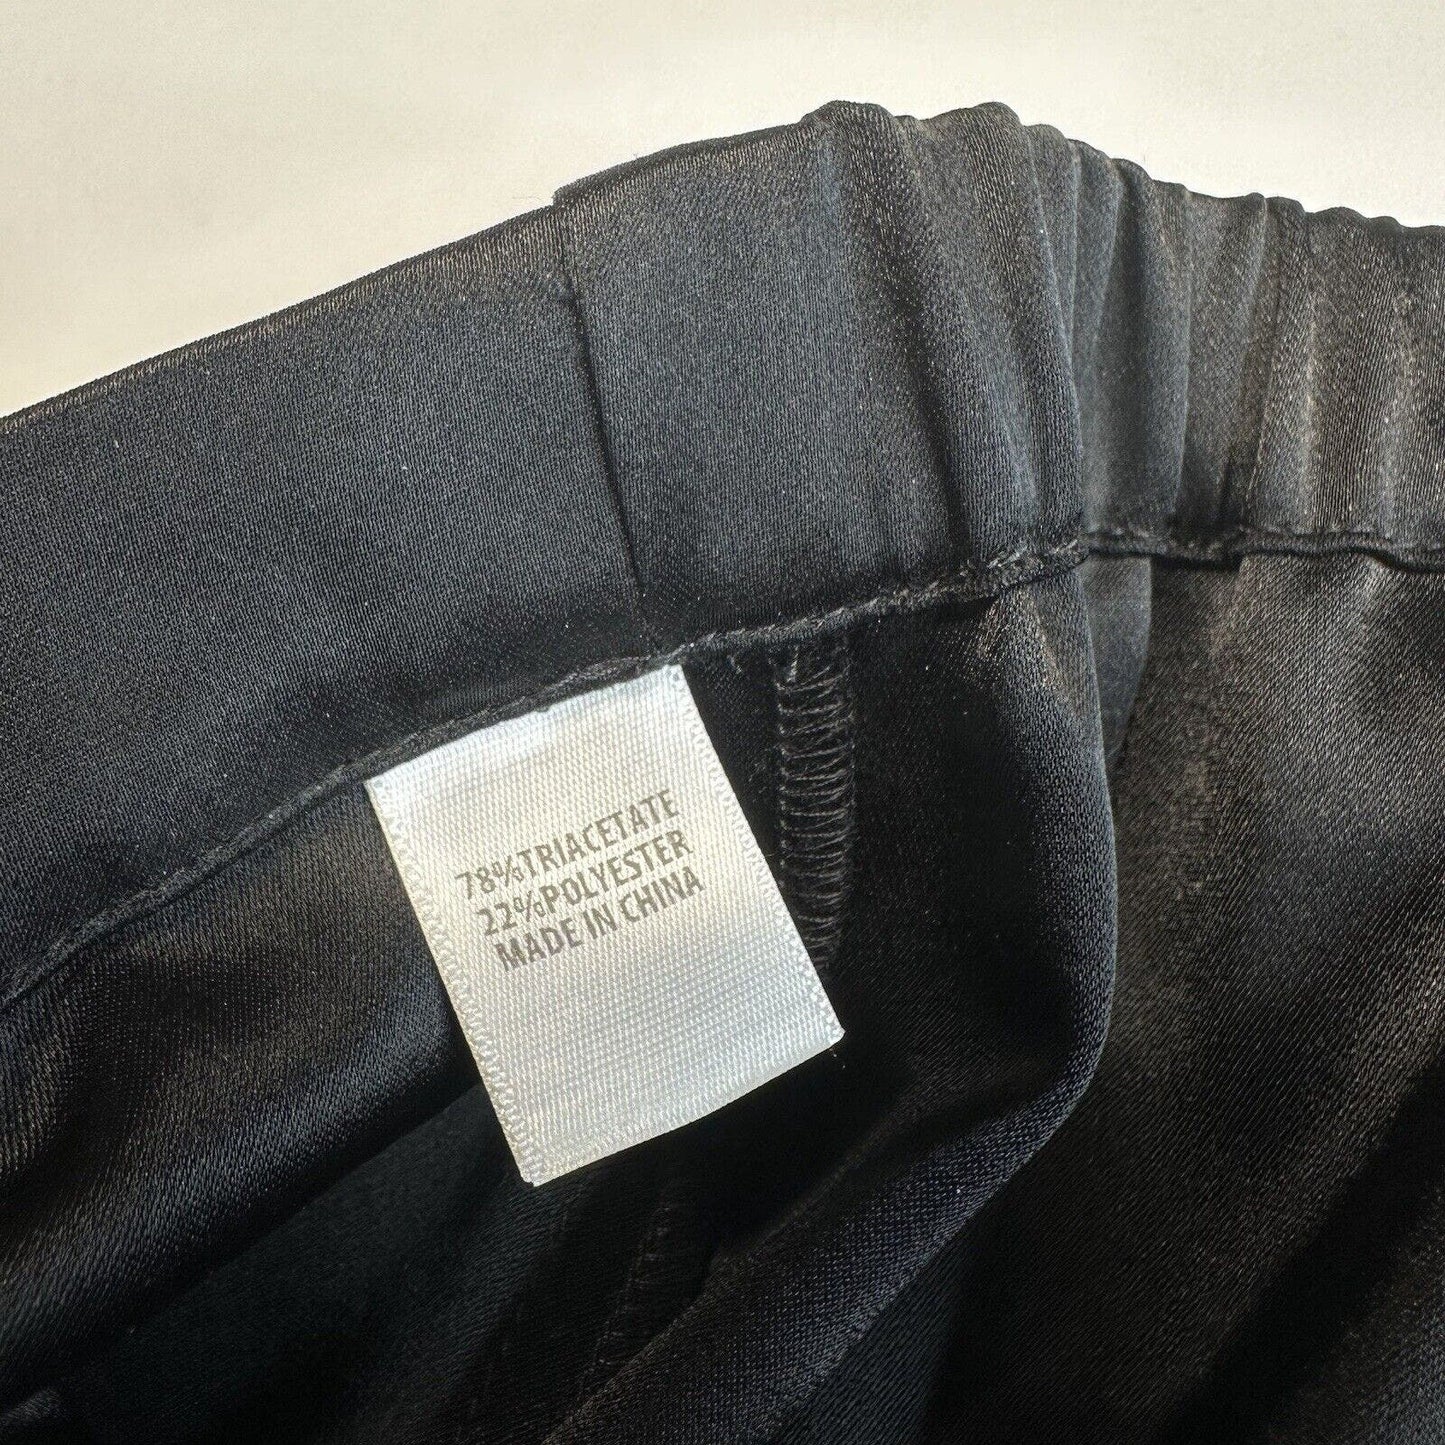 78%TRIACETATE
22%POLYESTER
MADE IN CHINA